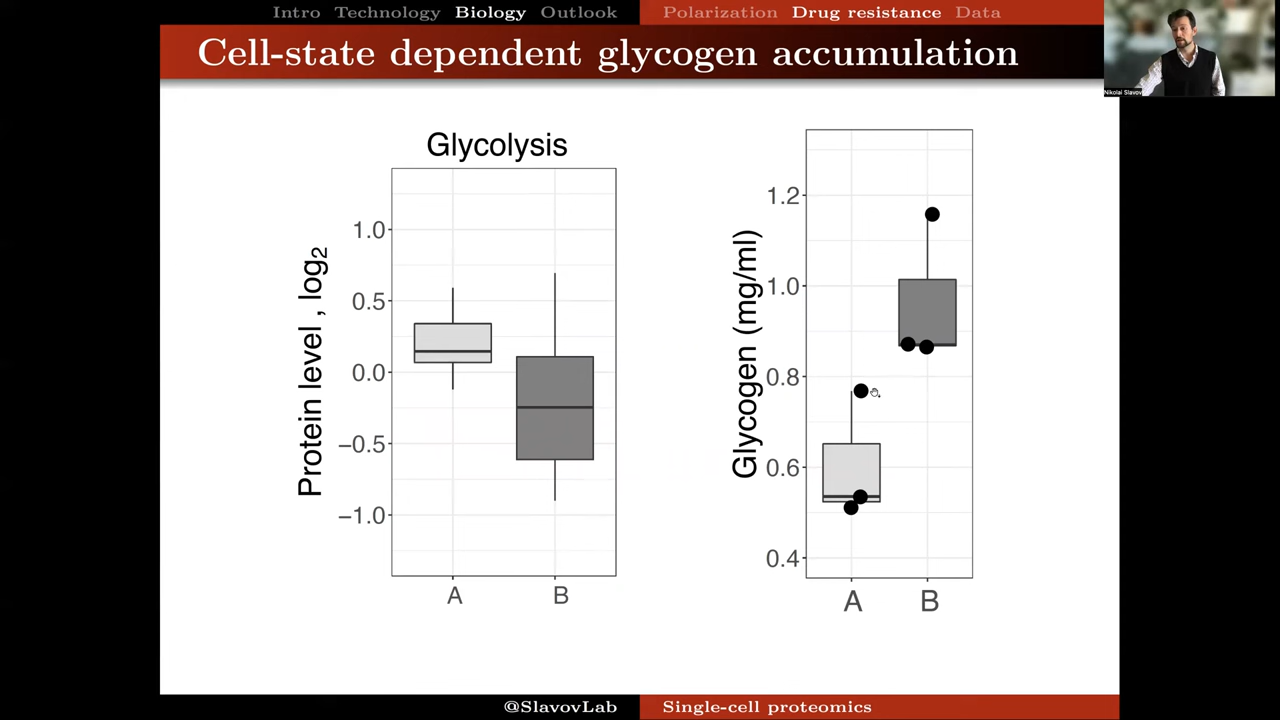 Intro Technology Biology Outlook Polarization Drug resistance Data
Cell-state dependent glycogen accumulation
Nikolai Slavov
Glycolysis
Protein level , log2
1.0
0.5
0.0
−0.5
−1.0
A B
Glycogen (mg/ml)
1.2
1.0
0.8
0.6
0.4
A B
@SlavovLab Single-cell proteomics